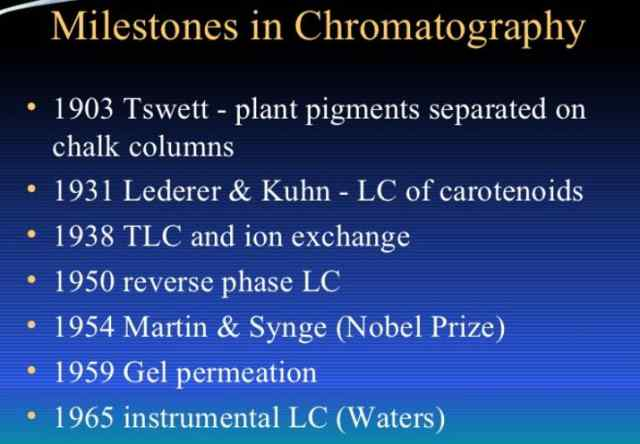 Milestones in Chromatography
• 1903 Tswett - plant pigments separated on
chalk columns
• 1931 Lederer & Kuhn - LC of carotenoids
• 1938 TLC and ion exchange
• 1950 reverse phase LC
• 1954 Martin & Synge (Nobel Prize)
• 1959 Gel permeation
• 1965 instrumental LC (Waters)